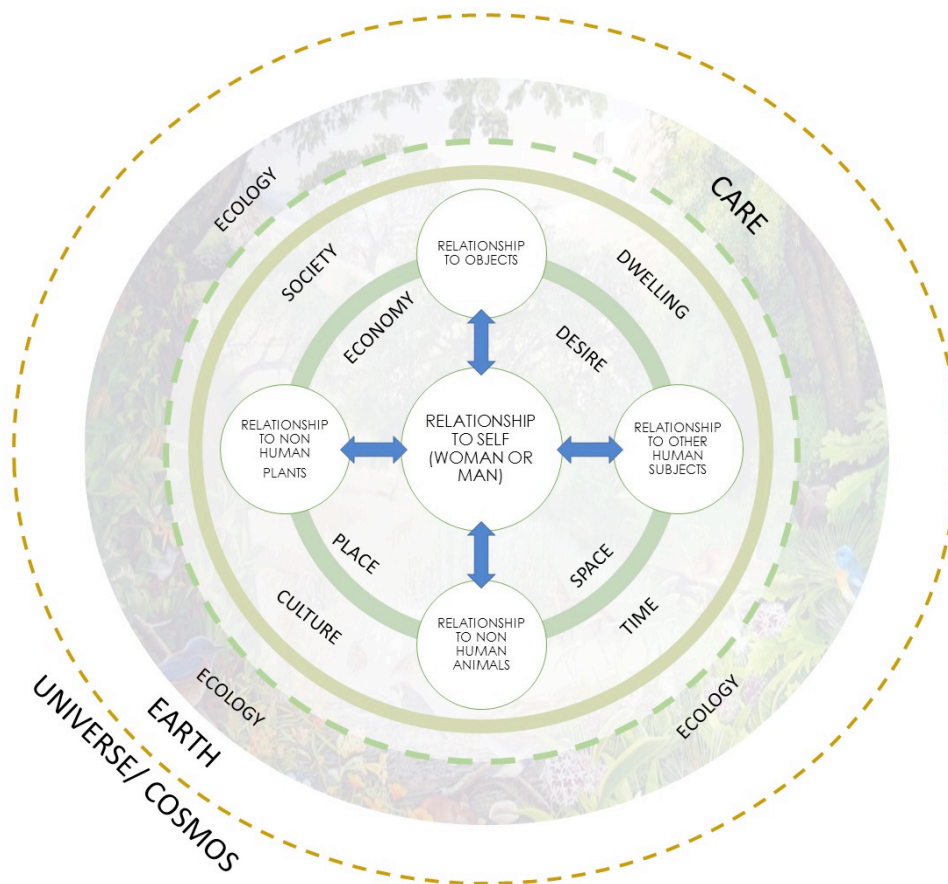 ECOLOGY
CARE
SOCIETY
RELATIONSHIP
TO OBJECTS
DWELLING
ECONOMY
DESIRE
RELATIONSHIP
TO NON
HUMAN
PLANTS
RELATIONSHIP
TO SELF
(WOMAN OR
MAN)
RELATIONSHIP
TO OTHER
HUMAN
SUBJECTS
PLACE
SPACE
CULTURE
RELATIONSHIP
TO NON
HUMAN
ANIMALS
TIME
ECOLOGY
ECOLOGY
EARTH
UNIVERSE/ COSMOS